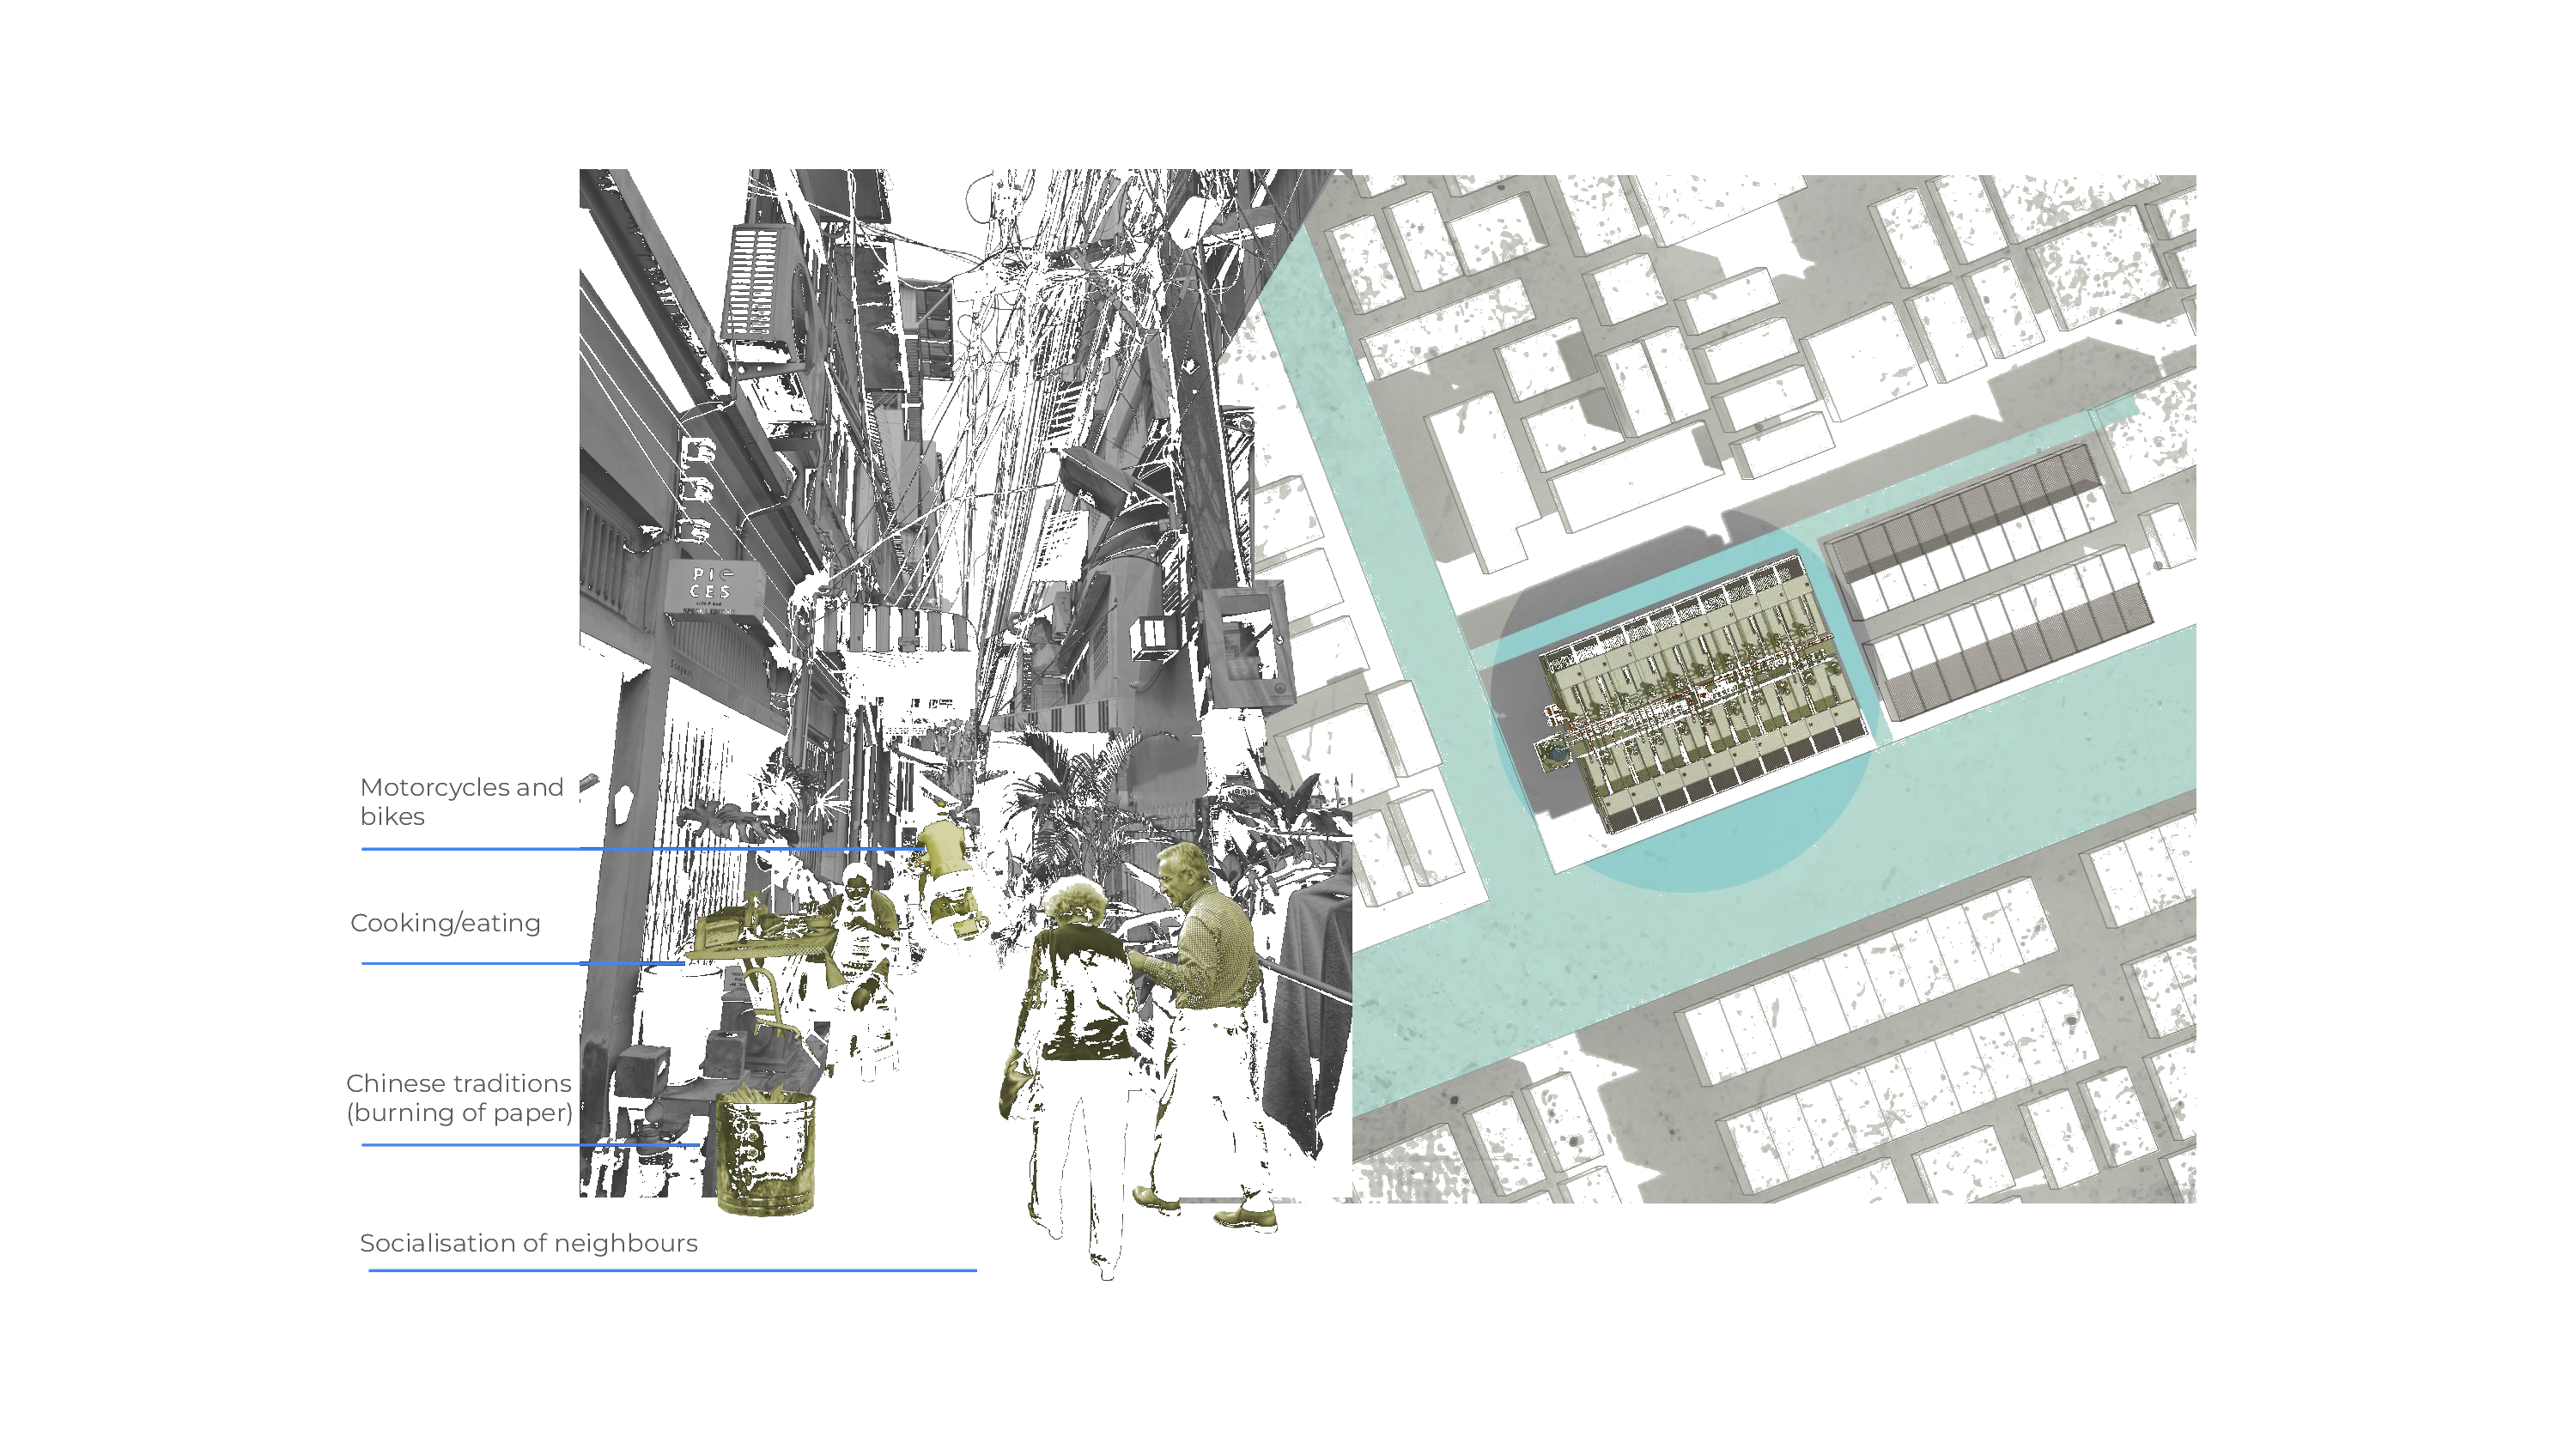 PIE
CES
Motorcycles and
bikes
Cooking/eating
Chinese traditions
(burning of paper)
Socialisation of neighbours